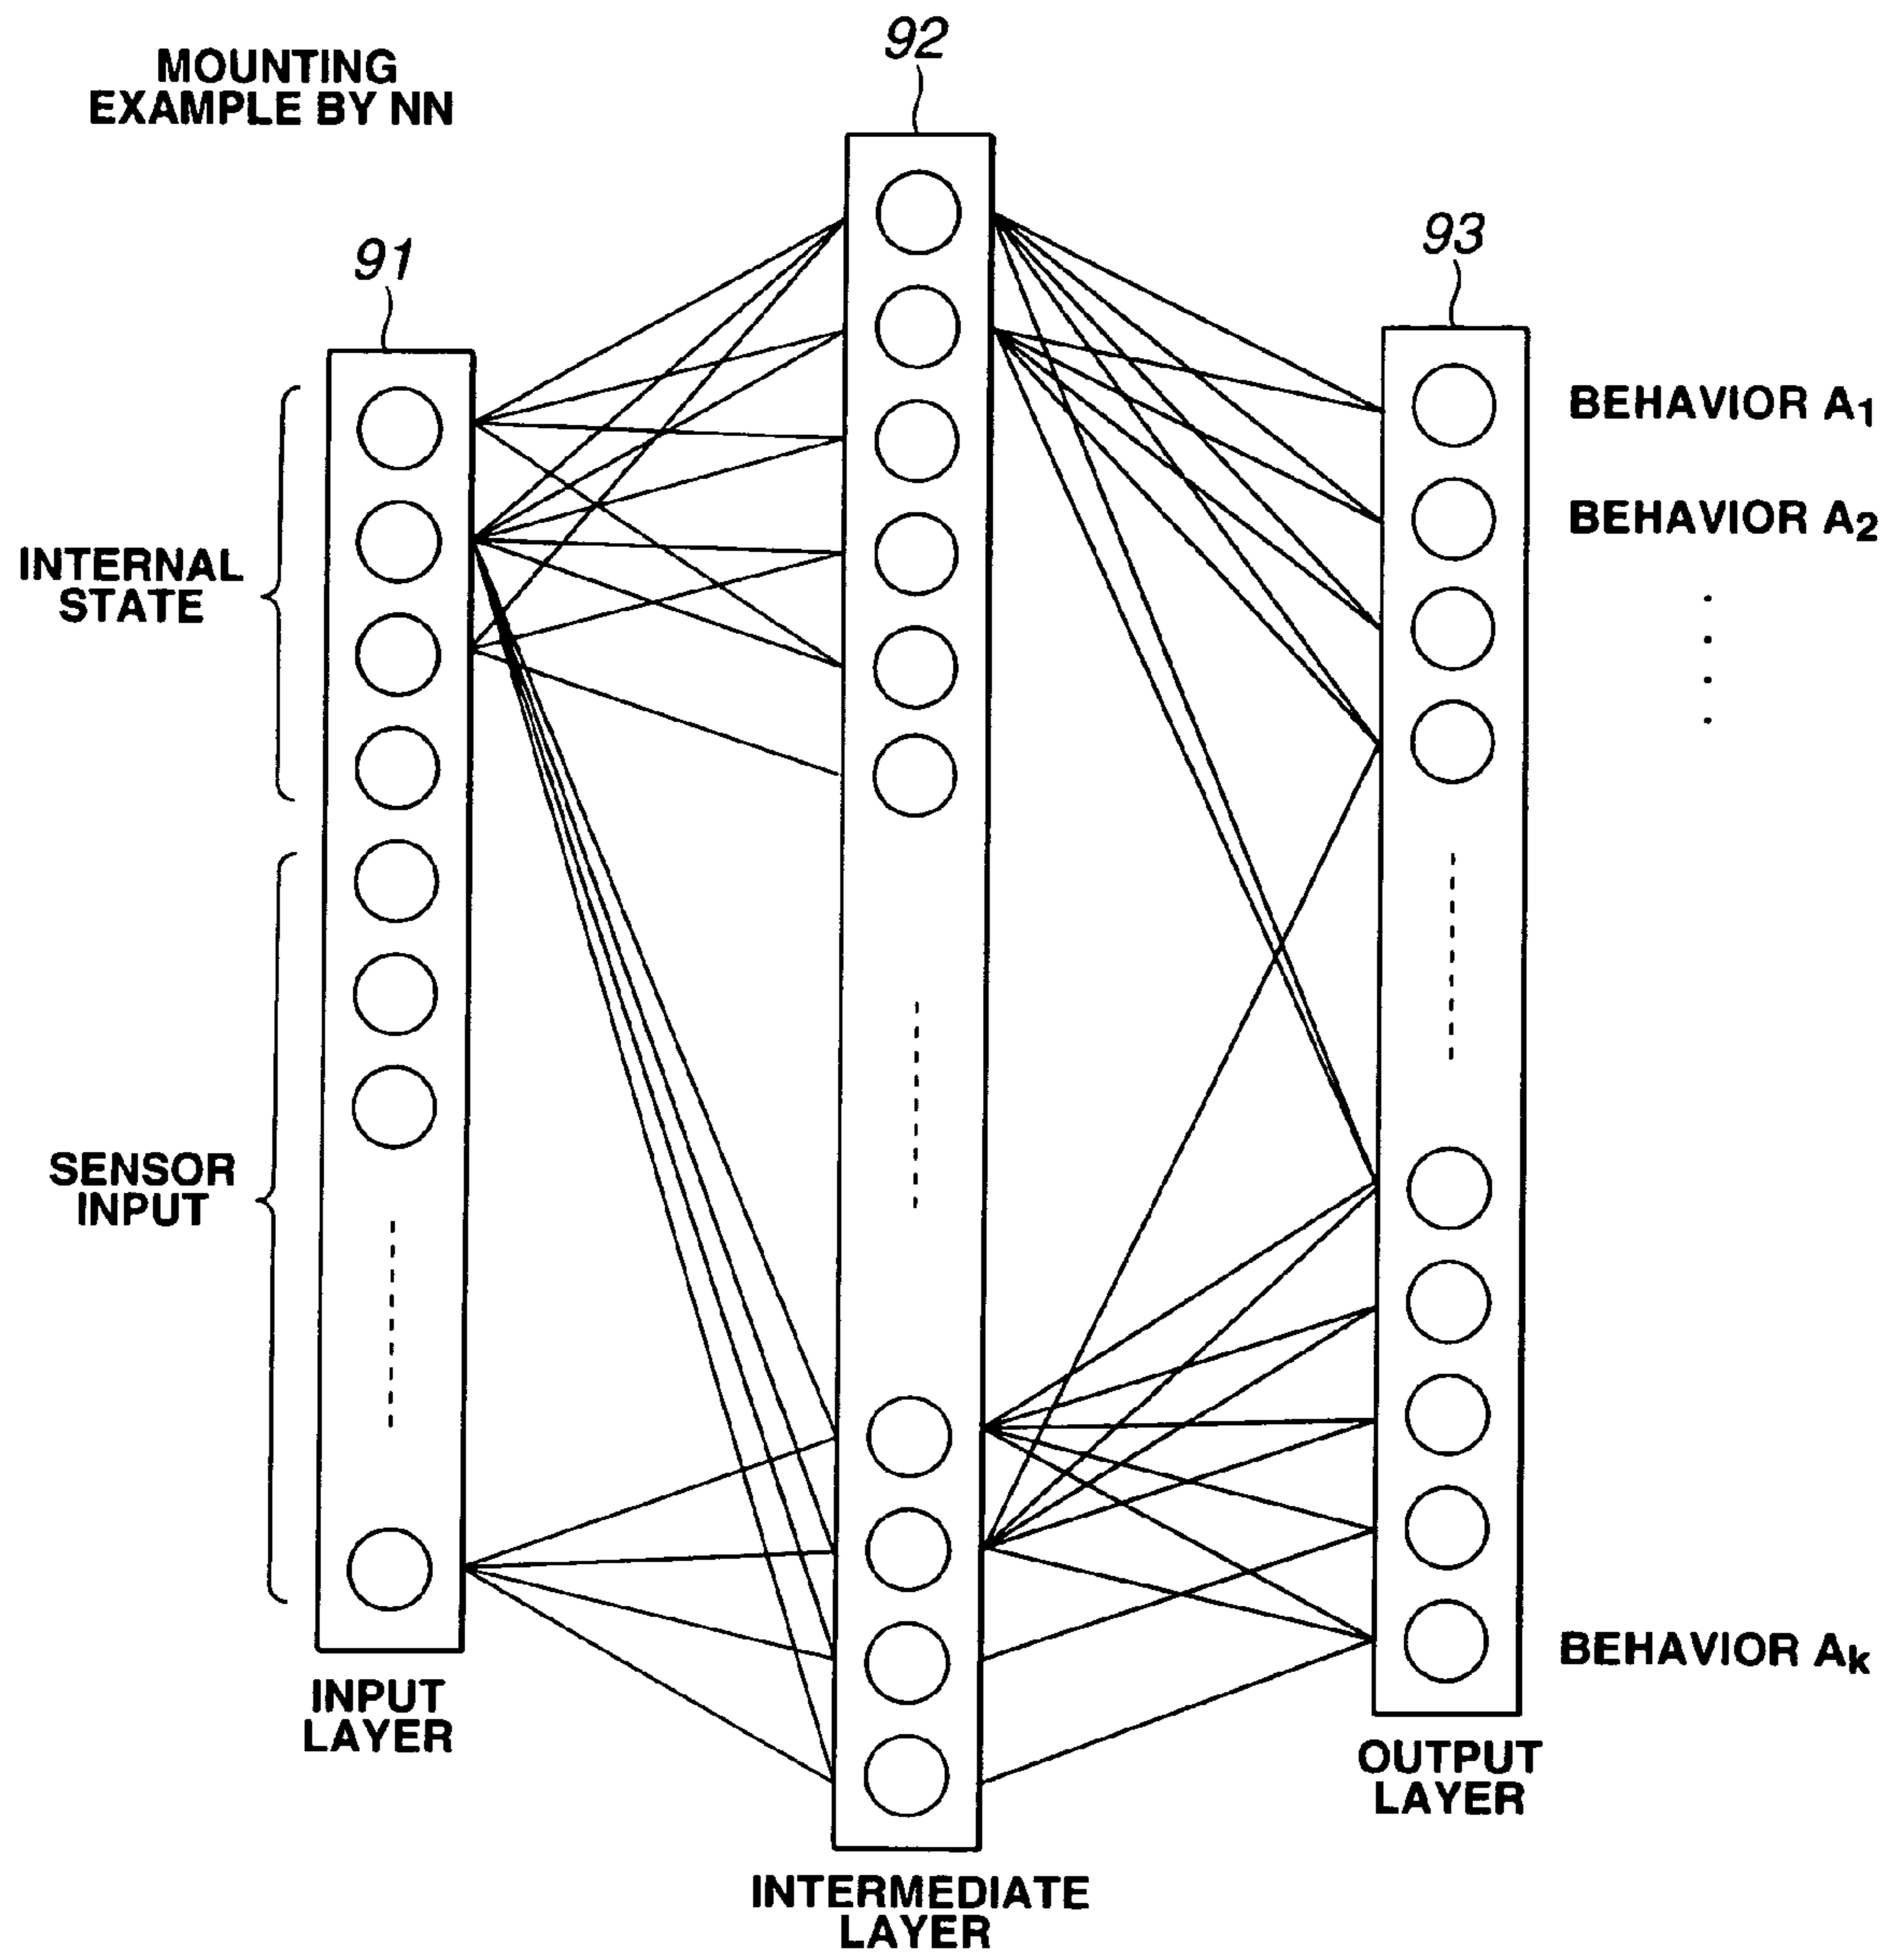 MOUNTING
EXAMPLE BY NN
92
91
93
BEHAVIOR A1
BEHAVIOR A2
INTERNAL
STATE
SENSOR
INPUT
BEHAVIOR Ak
INPUT
LAYER
OUTPUT
LAYER
INTERMEDIATE
LAYER